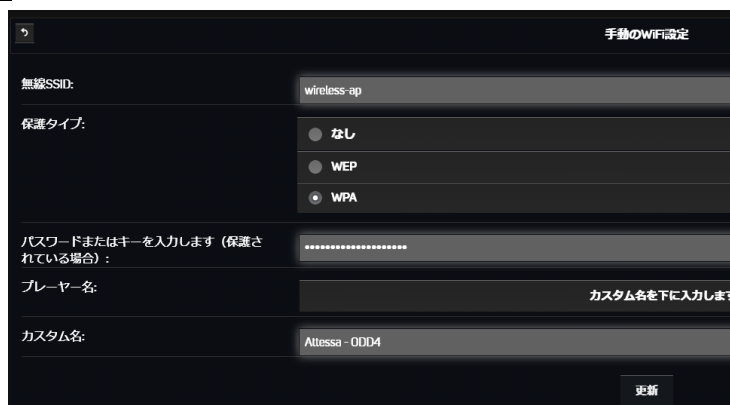 手動のWiFi設定
無線SSID:
wireless-ap
保護タイプ:
なし
WEP
WPA
パスワードまたはキーを入力します（保護さ
れている場合）:
••••••••••••••••••••
プレーヤー名:
カスタム名を下に入力します
カスタム名:
Attessa - 0DD4
更新